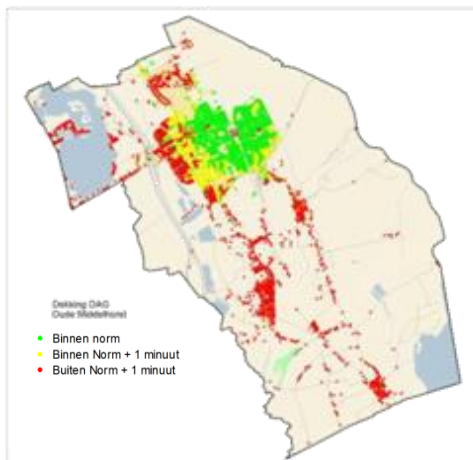 Dekking DAG
Oude Middelhorst
Binnen norm
Binnen Norm + 1 minuut
Buiten Norm + 1 minuut